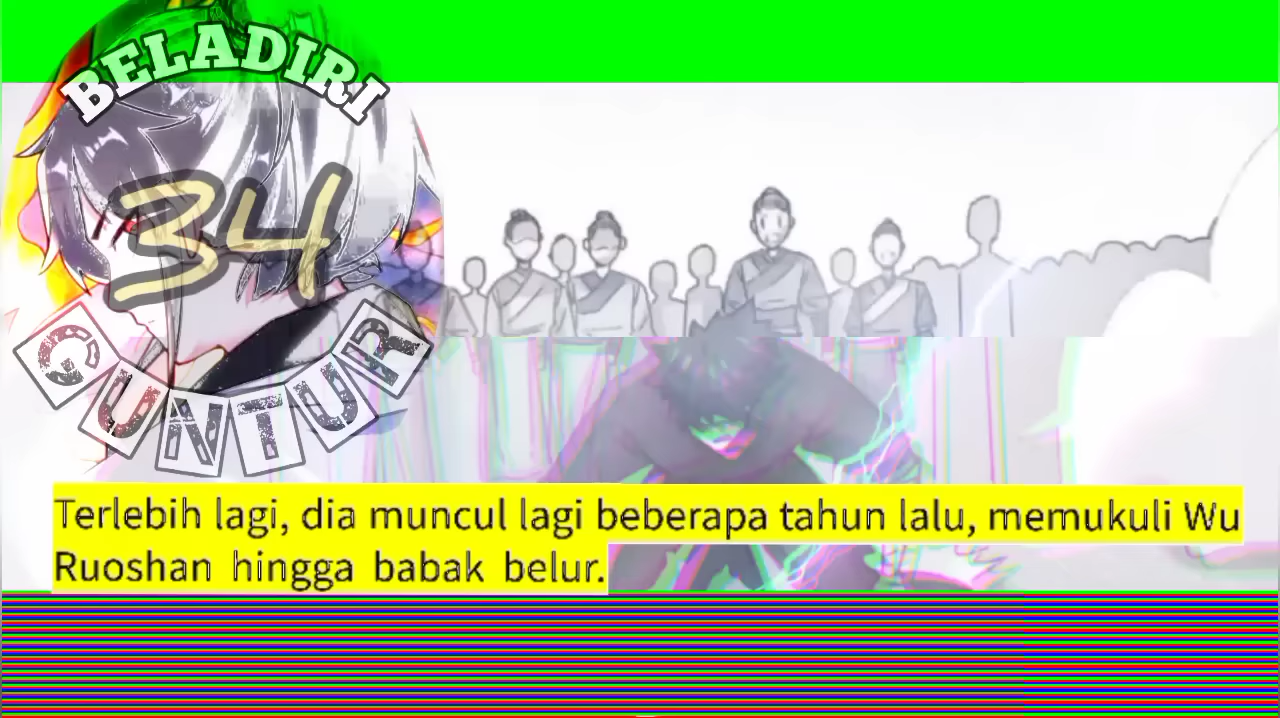 BELADIRI
34
GUNTUR
Terlebih lagi, dia muncul lagi beberapa tahun lalu, memukuli Wu
Ruoshan hingga babak belur.